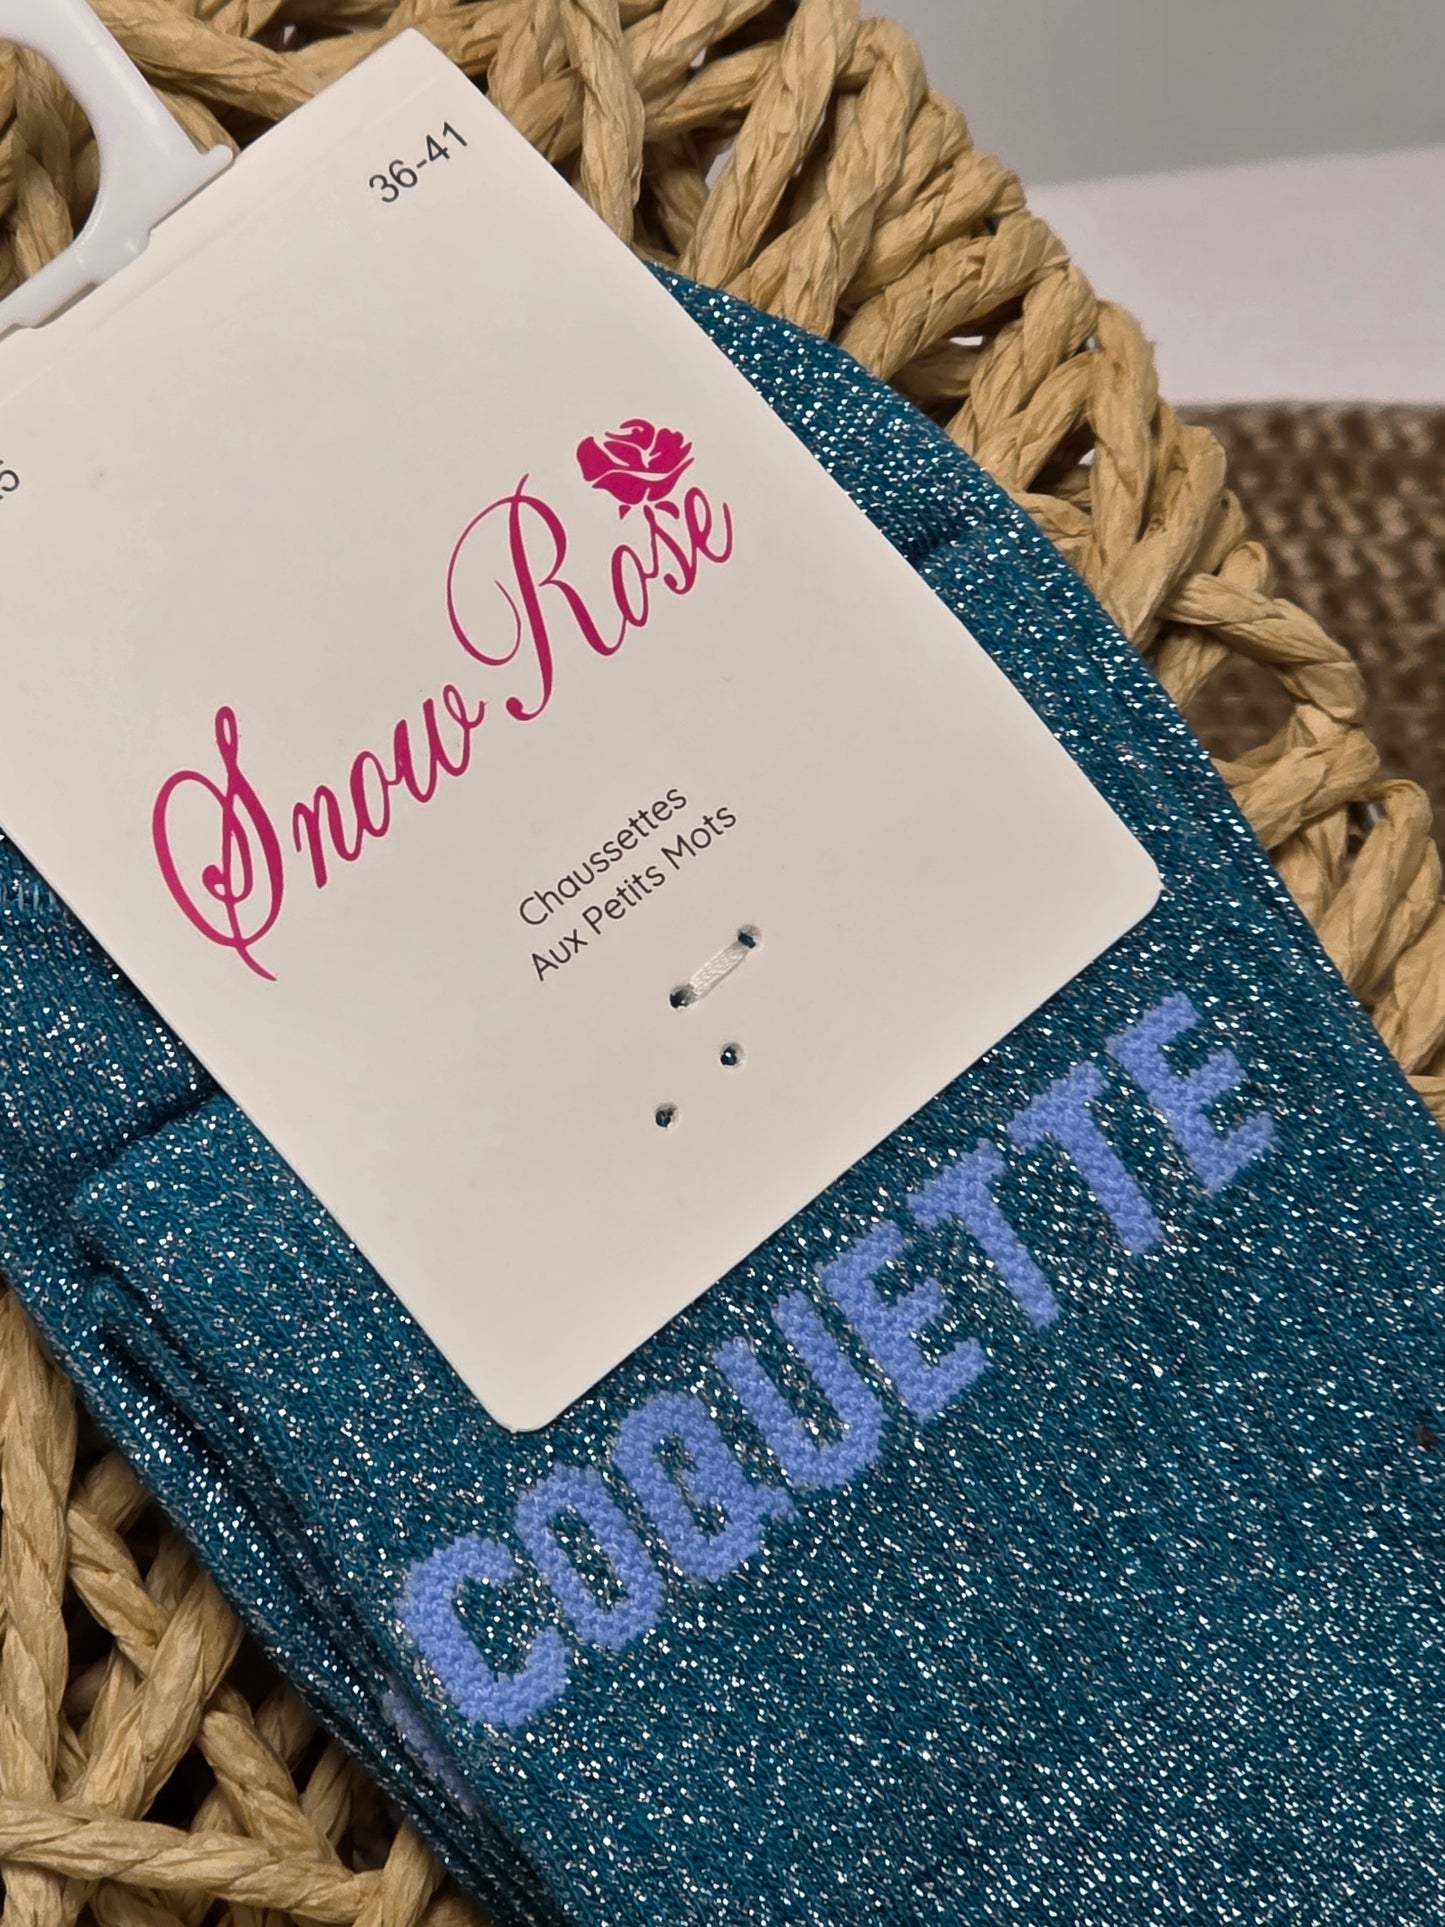 36-41
Snow Rose
Chaussettes
Aux Petits Mots
COQUETTE